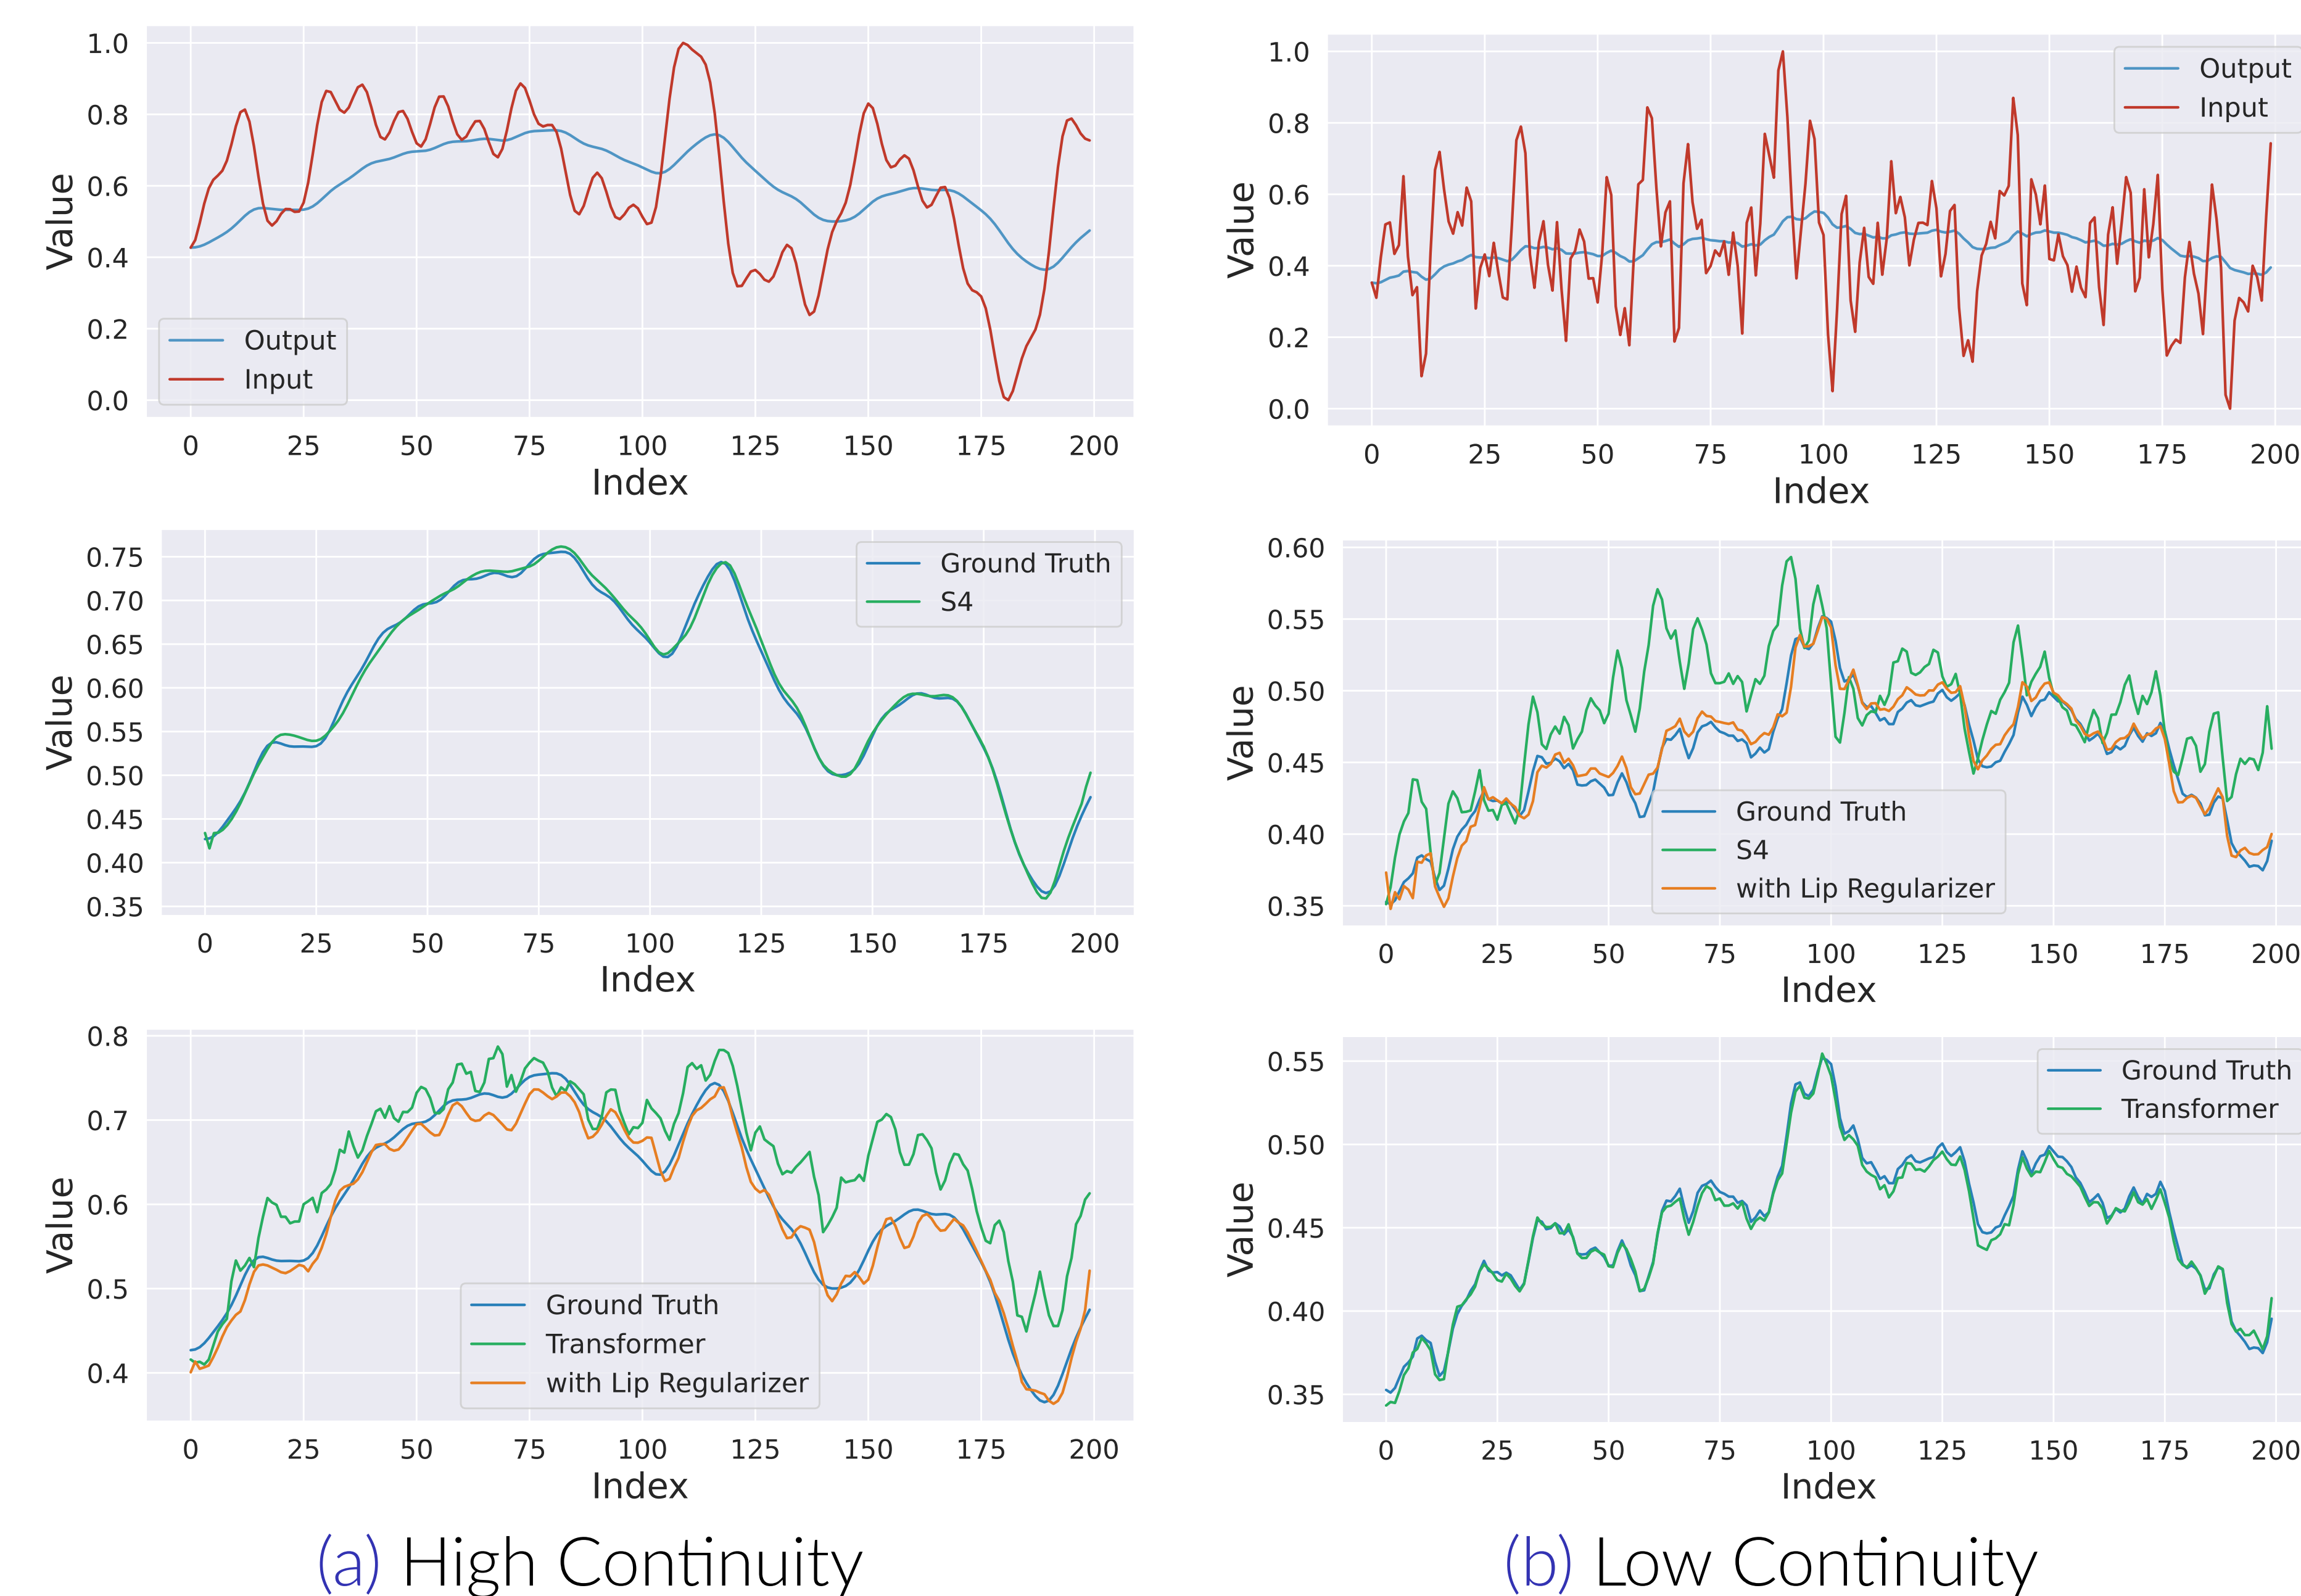 1.0
0.8
0.6
0.4
0.2
0.0
Value
Output
Input
0 25 50 75 100 125 150 175 200
Index
1.0
0.8
0.6
0.4
0.2
0.0
Value
Output
Input
0 25 50 75 100 125 150 175 200
Index
0.75
0.70
0.65
0.60
0.55
0.50
0.45
0.40
0.35
Value
Ground Truth
S4
0 25 50 75 100 125 150 175 200
Index
0.60
0.55
0.50
0.45
0.40
0.35
Value
Ground Truth
S4
with Lip Regularizer
0 25 50 75 100 125 150 175 200
Index
0.8
0.7
0.6
0.5
0.4
Value
Ground Truth
Transformer
with Lip Regularizer
0 25 50 75 100 125 150 175 200
Index
0.55
0.50
0.45
0.40
0.35
Value
Ground Truth
Transformer
0 25 50 75 100 125 150 175 200
Index
(a) High Continuity
(b) Low Continuity